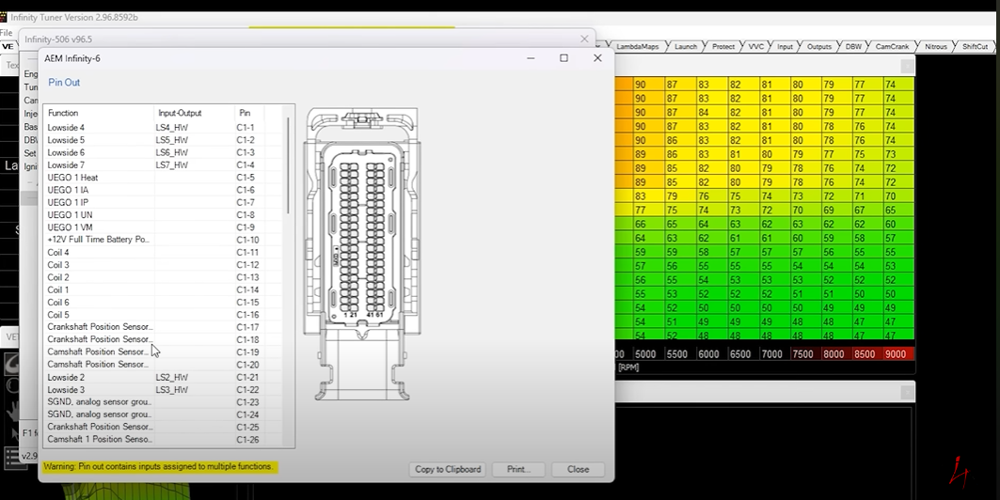 Infinity Tuner Version 2.96.8592b
File
VE
LambdaMaps Launch Protect VVC Input Outputs DBW CamCrank Nitrous ShiftCut
Infinity-506 v96.5
AEM Infinity-6
Pin Out
Function Input-Output Pin
Lowside 4 LS4_HW C1-1
Lowside 5 LS5_HW C1-2
Lowside 6 LS6_HW C1-3
Lowside 7 LS7_HW C1-4
UEGO 1 Heat C1-5
UEGO 1 IA C1-6
UEGO 1 IP C1-7
UEGO 1 UN C1-8
UEGO 1 VM C1-9
+12V Full Time Battery Po... C1-10
Coil 4 C1-11
Coil 3 C1-12
Coil 2 C1-13
Coil 1 C1-14
Coil 6 C1-15
Coil 5 C1-16
Crankshaft Position Sensor... C1-17
Crankshaft Position Sensor... C1-18
Camshaft Position Sensor... C1-19
Camshaft Position Sensor... C1-20
Lowside 2 LS2_HW C1-21
Lowside 3 LS3_HW C1-22
SGND, analog sensor grou... C1-23
SGND, analog sensor grou... C1-24
Crankshaft Position Sensor... C1-25
Camshaft 1 Position Senso... C1-26
1 21 41 61
Warning: Pin out contains inputs assigned to multiple functions.
Copy to Clipboard Print... Close
90 87 83 82 81 80 79 77 74
90 87 83 82 81 80 79 77 74
90 87 83 82 81 80 79 77 74
90 87 83 82 81 80 78 76 74
90 86 83 82 81 80 78 76 74
89 86 83 81 80 79 77 75 73
89 85 82 80 79 78 76 74 72
89 85 82 80 79 78 76 74 72
83 79 76 75 74 73 72 71 70
77 75 74 73 72 70 69 67 65
66 65 64 63 62 63 62 61 60
64 63 62 61 61 60 59 58 57
59 59 58 57 57 57 56 55 55
57 56 55 55 55 54 54 53 52
56 55 54 53 53 52 52 52 52
55 54 53 52 52 51 51 50 50
54 52 51 50 50 50 49 49 49
54 51 49 49 49 48 48 47 47
54 52 49 48 48 48 48 47 47
5000 5500 6000 6500 7000 7500 8000 8500 9000
[RPM]